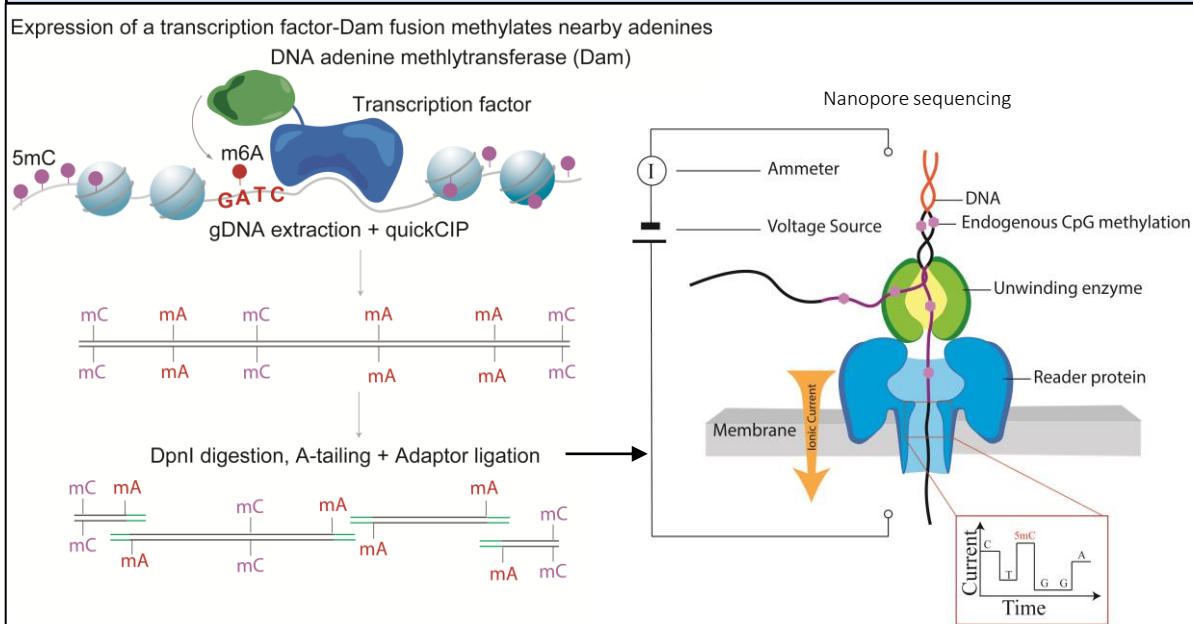 Expression of a transcription factor-Dam fusion methylates nearby adenines
DNA adenine methlytransferase (Dam)
Transcription factor
5mC
m6A
GATC
gDNA extraction + quickCIP
mC mA mC mA mA mC
mC mA mC mA mA mC
DpnI digestion, A-tailing + Adaptor ligation
mC mA mC mA mA mC
mC mA mC mA mA mC
Nanopore sequencing
I
Ammeter
Voltage Source
DNA
Endogenous CpG methylation
Unwinding enzyme
Reader protein
Membrane
Ionic Current
Current
C T 5mC G G A
Time